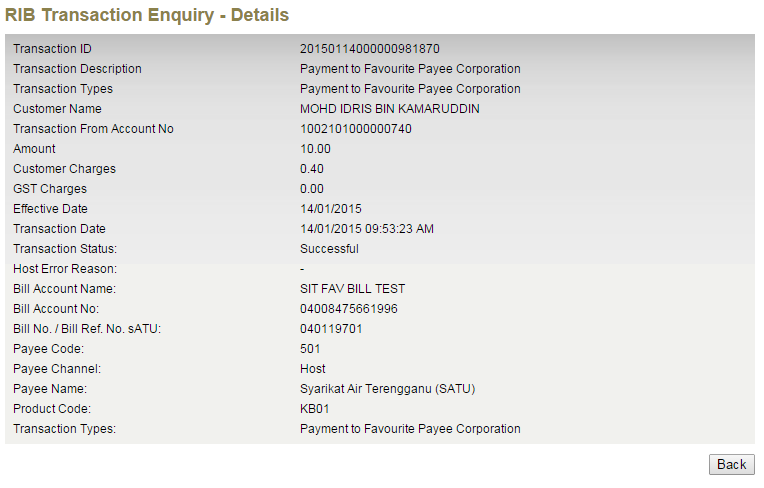 RIB Transaction Enquiry - Details
Transaction ID 20150114000000981870
Transaction Description Payment to Favourite Payee Corporation
Transaction Types Payment to Favourite Payee Corporation
Customer Name MOHD IDRIS BIN KAMARUDDIN
Transaction From Account No 1002101000000740
Amount 10.00
Customer Charges 0.40
GST Charges 0.00
Effective Date 14/01/2015
Transaction Date 14/01/2015 09:53:23 AM
Transaction Status: Successful
Host Error Reason: -
Bill Account Name: SIT FAV BILL TEST
Bill Account No: 04008475661996
Bill No. / Bill Ref. No. sATU: 040119701
Payee Code: 501
Payee Channel: Host
Payee Name: Syarikat Air Terengganu (SATU)
Product Code: KB01
Transaction Types: Payment to Favourite Payee Corporation
Back